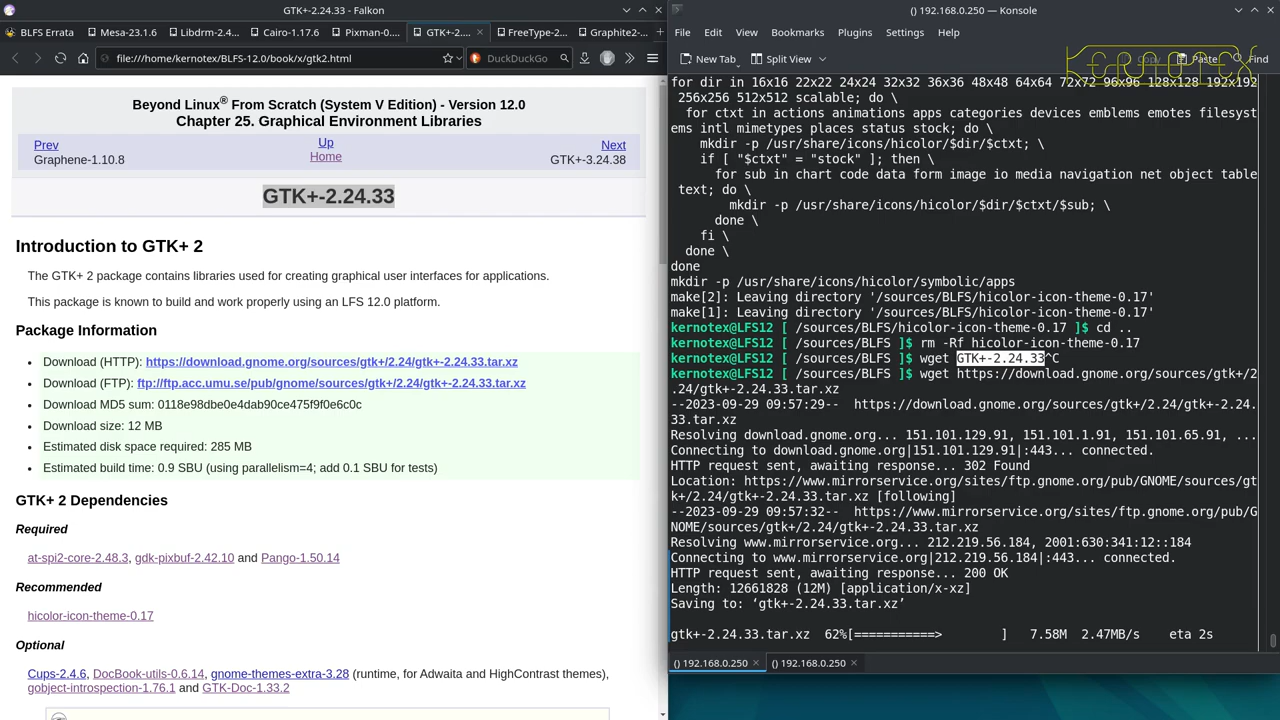 GTK+-2.24.33 - Falkon
BLFS Errata
Mesa-23.1.6
Libdrm-2.4...
Cairo-1.17.6
Pixman-0....
GTK+-2....
FreeType-2...
Graphite2-...
file:///home/kernotex/BLFS-12.0/book/x/gtk2.html
DuckDuckGo
Beyond Linux® From Scratch (System V Edition) - Version 12.0
Chapter 25. Graphical Environment Libraries
Prev
Up
Next
Graphene-1.10.8
Home
GTK+-3.24.38
GTK+-2.24.33
Introduction to GTK+ 2
The GTK+ 2 package contains libraries used for creating graphical user interfaces for applications.
This package is known to build and work properly using an LFS 12.0 platform.
Package Information
• Download (HTTP): https://download.gnome.org/sources/gtk+/2.24/gtk+-2.24.33.tar.xz
• Download (FTP): ftp://ftp.acc.umu.se/pub/gnome/sources/gtk+/2.24/gtk+-2.24.33.tar.xz
• Download MD5 sum: 0118e98dbe0e4dab90ce475f9f0e6c0c
• Download size: 12 MB
• Estimated disk space required: 285 MB
• Estimated build time: 0.9 SBU (using parallelism=4; add 0.1 SBU for tests)
GTK+ 2 Dependencies
Required
at-spi2-core-2.48.3, gdk-pixbuf-2.42.10 and Pango-1.50.14
Recommended
hicolor-icon-theme-0.17
Optional
Cups-2.4.6, DocBook-utils-0.6.14, gnome-themes-extra-3.28 (runtime, for Adwaita and HighContrast themes),
gobject-introspection-1.76.1 and GTK-Doc-1.33.2
() 192.168.0.250 — Konsole
File Edit View Bookmarks Plugins Settings Help
New Tab
Split View
Copy
Paste
Find
Kernotex
for dir in 16x16 22x22 24x24 32x32 36x36 48x48 64x64 72x72 96x96 128x128 192x192
256x256 512x512 scalable; do \
for ctxt in actions animations apps categories devices emblems emotes filesyst
ems intl mimetypes places status stock; do \
mkdir -p /usr/share/icons/hicolor/$dir/$ctxt; \
if [ "$ctxt" = "stock" ]; then \
for sub in chart code data form image io media navigation net object table
text; do \
mkdir -p /usr/share/icons/hicolor/$dir/$ctxt/$sub; \
done \
fi \
done \
done
mkdir -p /usr/share/icons/hicolor/symbolic/apps
make[2]: Leaving directory '/sources/BLFS/hicolor-icon-theme-0.17'
make[1]: Leaving directory '/sources/BLFS/hicolor-icon-theme-0.17'
kernotex@LFS12 [ /sources/BLFS/hicolor-icon-theme-0.17 ]$ cd ..
kernotex@LFS12 [ /sources/BLFS ]$ rm -Rf hicolor-icon-theme-0.17
kernotex@LFS12 [ /sources/BLFS ]$ wget GTK+-2.24.33^C
kernotex@LFS12 [ /sources/BLFS ]$ wget https://download.gnome.org/sources/gtk+/2
.24/gtk+-2.24.33.tar.xz
--2023-09-29 09:57:29-- https://download.gnome.org/sources/gtk+/2.24/gtk+-2.24.
33.tar.xz
Resolving download.gnome.org... 151.101.129.91, 151.101.1.91, 151.101.65.91, ...
Connecting to download.gnome.org|151.101.129.91|:443... connected.
HTTP request sent, awaiting response... 302 Found
Location: https://www.mirrorservice.org/sites/ftp.gnome.org/pub/GNOME/sources/gt
k+/2.24/gtk+-2.24.33.tar.xz [following]
--2023-09-29 09:57:32-- https://www.mirrorservice.org/sites/ftp.gnome.org/pub/G
NOME/sources/gtk+/2.24/gtk+-2.24.33.tar.xz
Resolving www.mirrorservice.org... 212.219.56.184, 2001:630:341:12::184
Connecting to www.mirrorservice.org|212.219.56.184|:443... connected.
HTTP request sent, awaiting response... 200 OK
Length: 12661828 (12M) [application/x-xz]
Saving to: ‘gtk+-2.24.33.tar.xz’
gtk+-2.24.33.tar.xz 62%[===========> ] 7.58M 2.47MB/s eta 2s
() 192.168.0.250
() 192.168.0.250